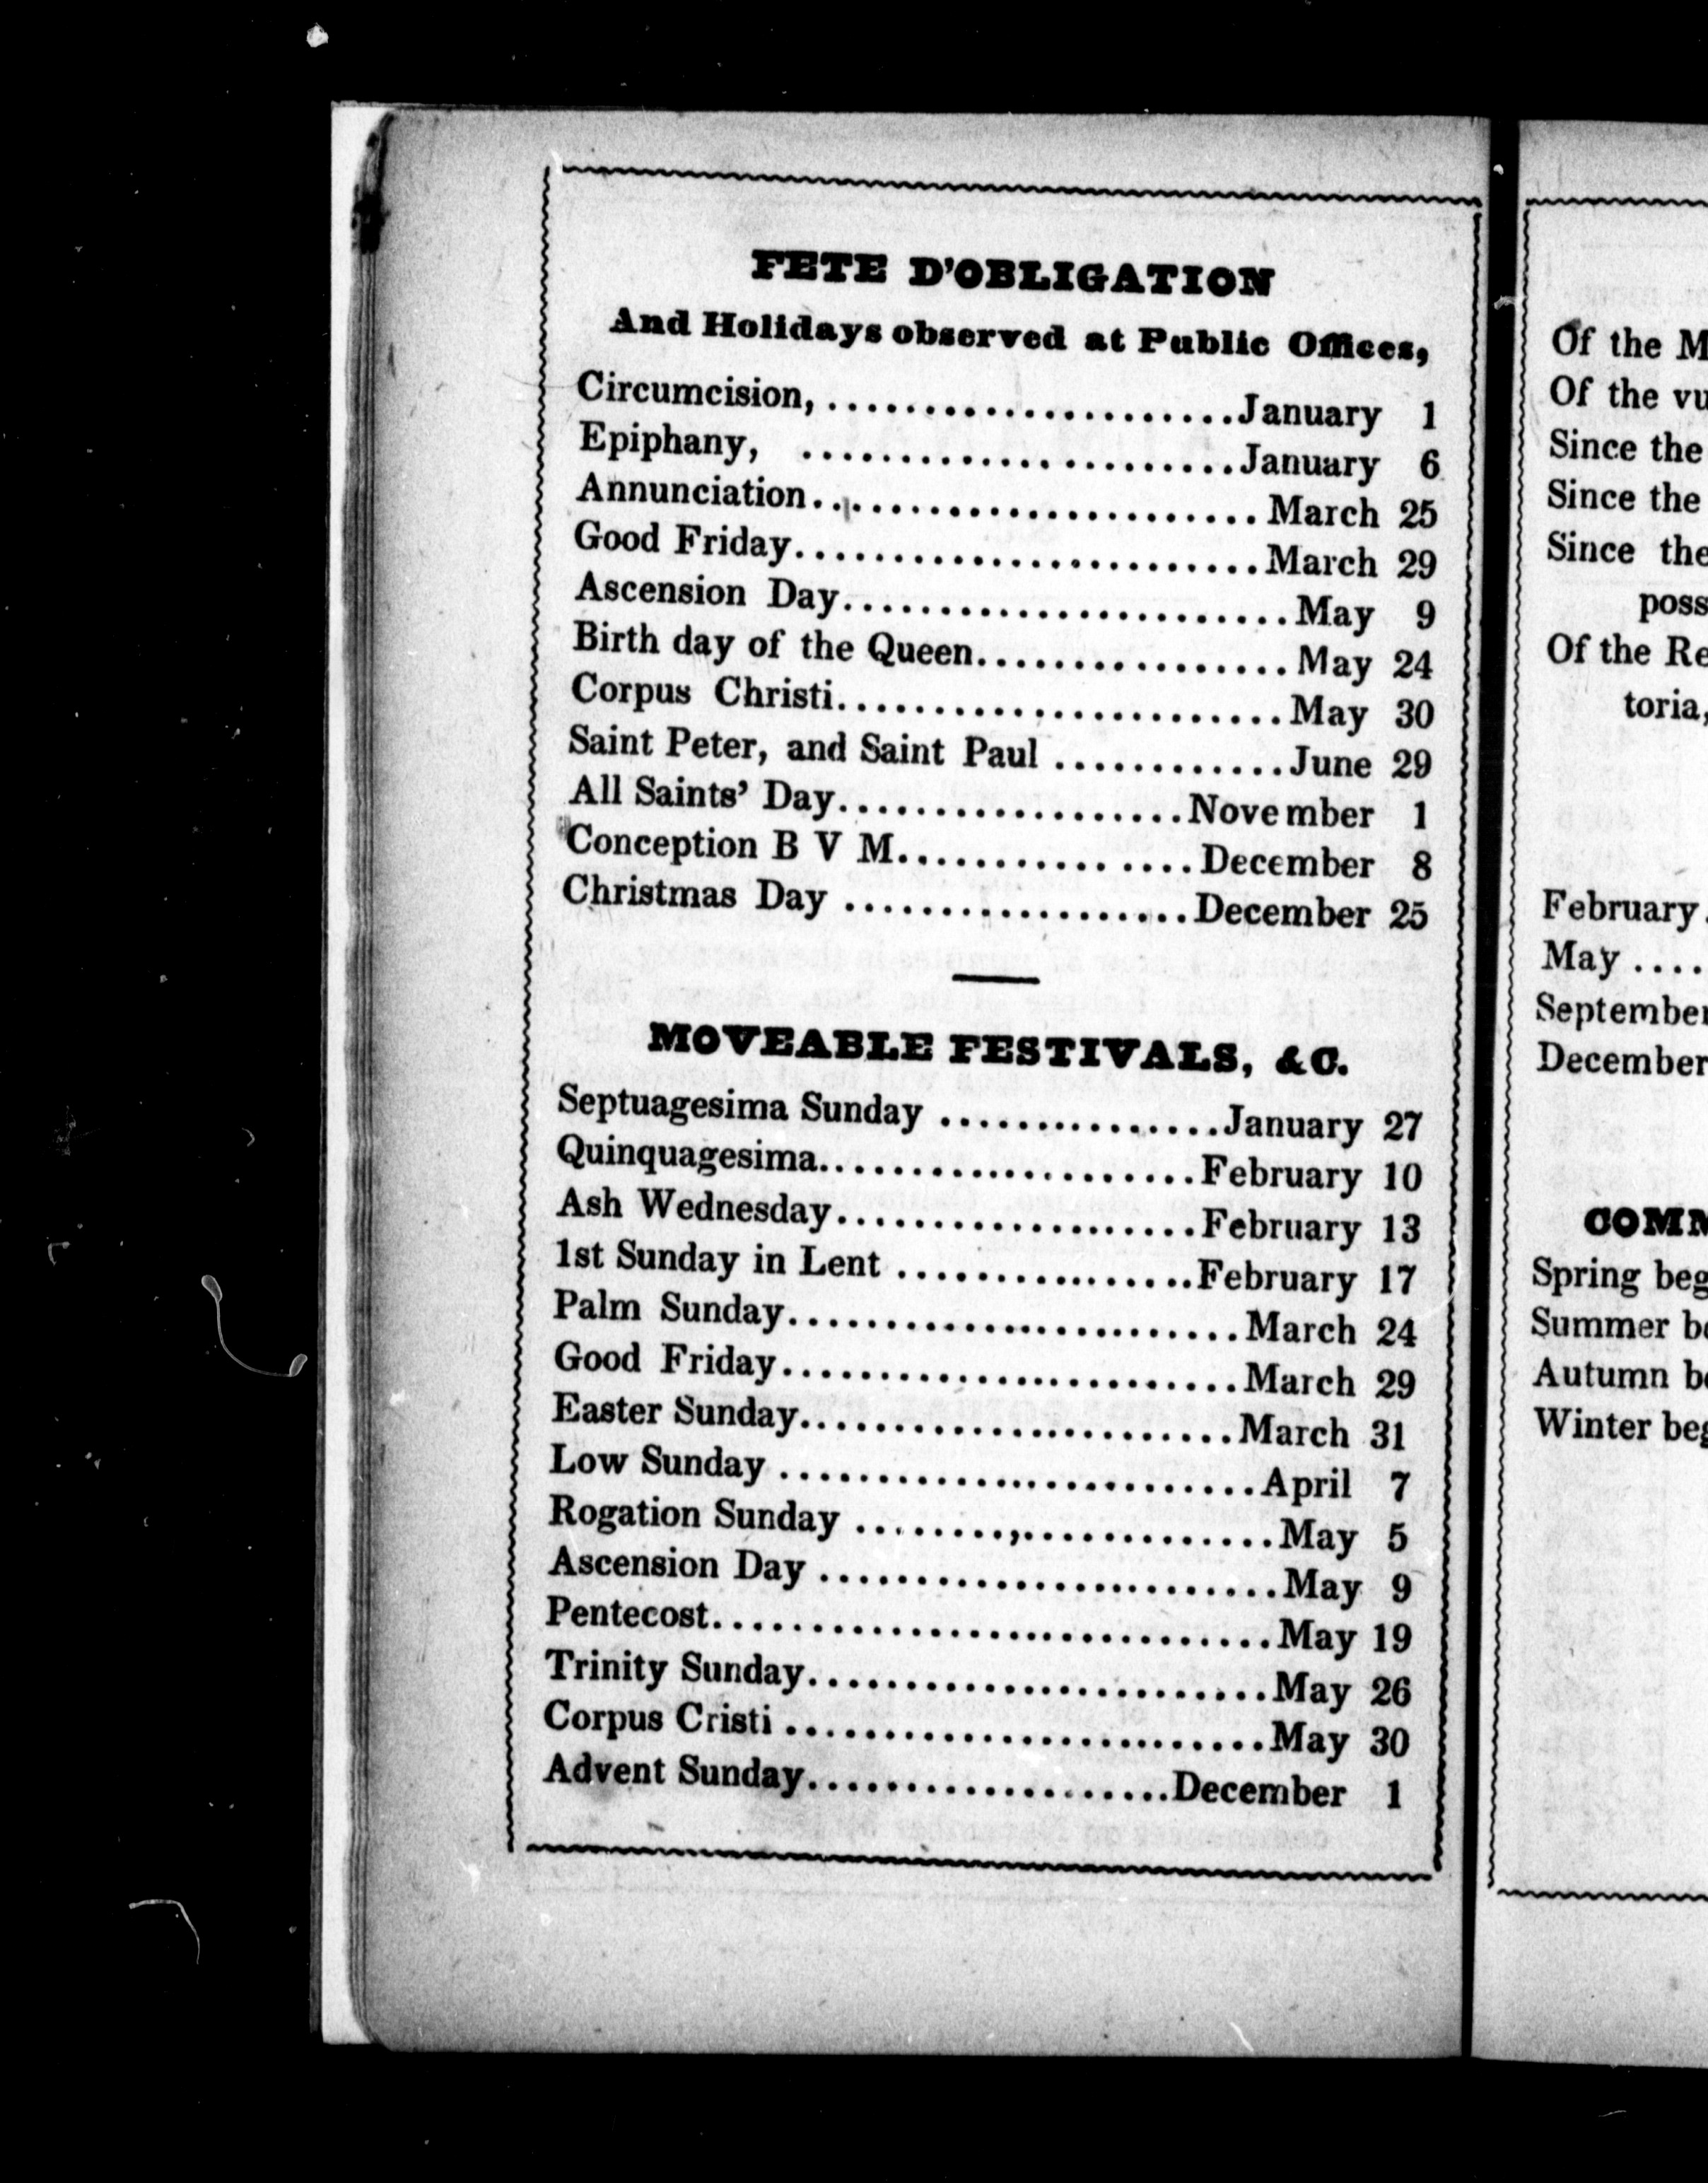 FETE D'OBLIGATION
And Holidays observed at Public Offices,
Circumcision, ......................January 1
Epiphany, .......................January 6
Annunciation.......................March 25
Good Friday........................March 29
Ascension Day.......................May 9
Birth day of the Queen................May 24
Corpus Christi.......................May 30
Saint Peter, and Saint Paul ............June 29
All Saints' Day..................November 1
Conception B V M...............December 8
Christmas Day ..................December 25
MOVEABLE FESTIVALS, &C.
Septuagesima Sunday ...............January 27
Quinquagesima....................February 10
Ash Wednesday...................February 13
1st Sunday in Lent ................February 17
Palm Sunday........................March 24
Good Friday........................March 29
Easter Sunday.......................March 31
Low Sunday .........................April 7
Rogation Sunday ........,.............May 5
Ascension Day ........................May 9
Pentecost.............................May 19
Trinity Sunday........................May 26
Corpus Cristi .........................May 30
Advent Sunday...................December 1
Of the M
Of the vu
Since the
Since the
Since the
poss
Of the Re
toria,
February.
May ....
September
December
COMM
Spring beg
Summer be
Autumn be
Winter beg